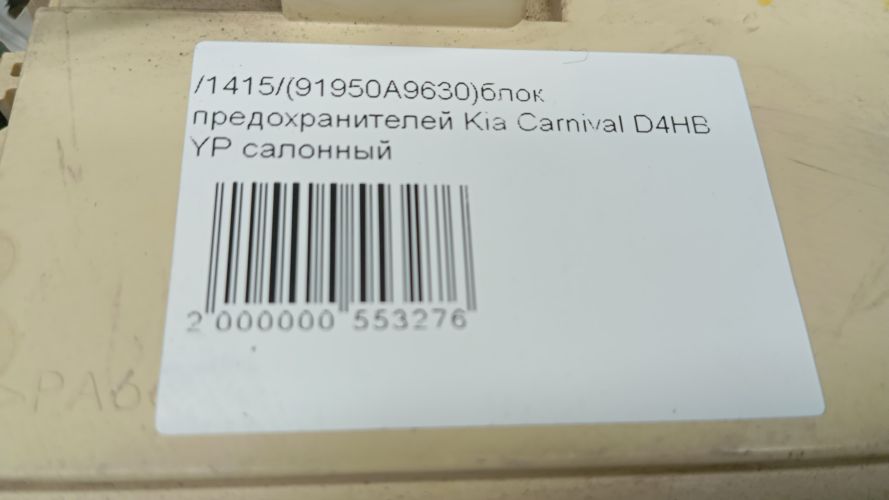 /1415/(91950A9630)блок
предохранителей Kia Carnival D4HB
YP салонный
2 000000 553276